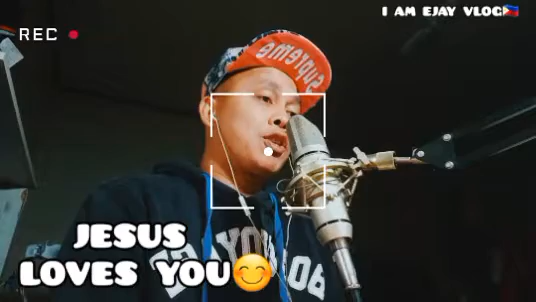 I AM EJAY VLOG🇵🇭
REC
Supreme
JESUS
LOVES YOU😊